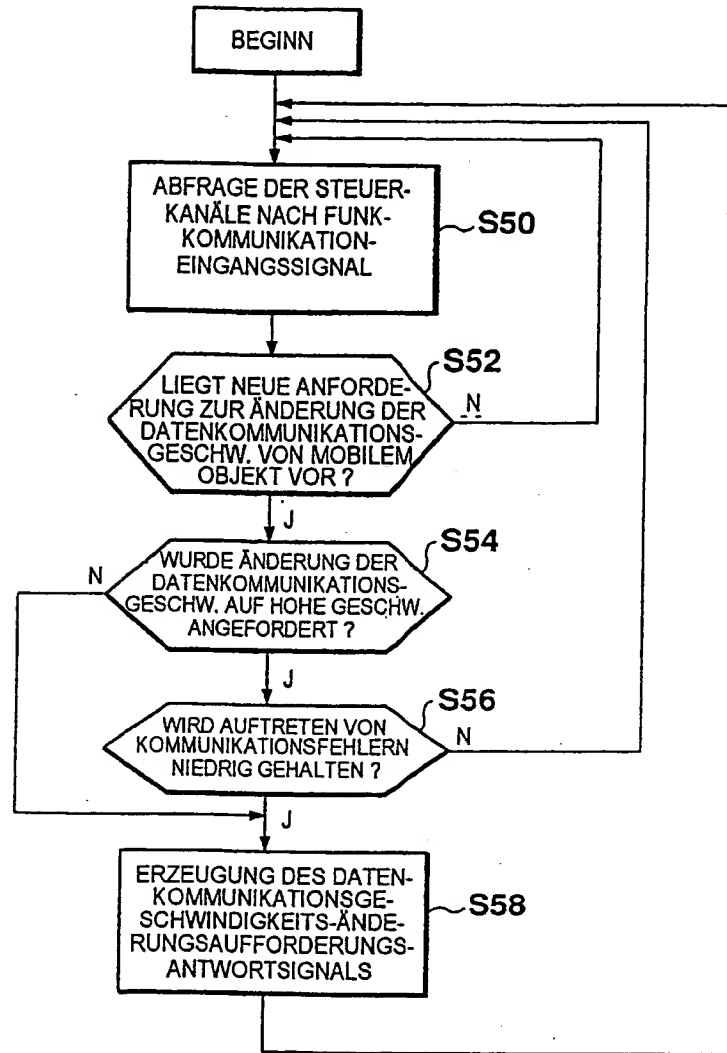 BEGINN
ABFRAGE DER STEUER-
KANÄLE NACH FUNK-
KOMMUNIKATION-
EINGANGSSIGNAL
S50
S52
LIEGT NEUE ANFORDE-
RUNG ZUR ÄNDERUNG DER
DATENKOMMUNIKATIONS-
GESCHW. VON MOBILEM
OBJEKT VOR ?
N
J
S54
WURDE ÄNDERUNG DER
DATENKOMMUNIKATIONS-
GESCHW. AUF HOHE GESCHW.
ANGEFORDERT ?
N
J
S56
WIRD AUFTRETEN VON
KOMMUNIKATIONSFEHLERN
NIEDRIG GEHALTEN ?
N
J
ERZEUGUNG DES DATEN-
KOMMUNIKATIONSGE-
SCHWINDIGKEITS-ÄNDE-
RUNGSAUFFORDERUNGS-
ANTWORTSIGNALS
S58